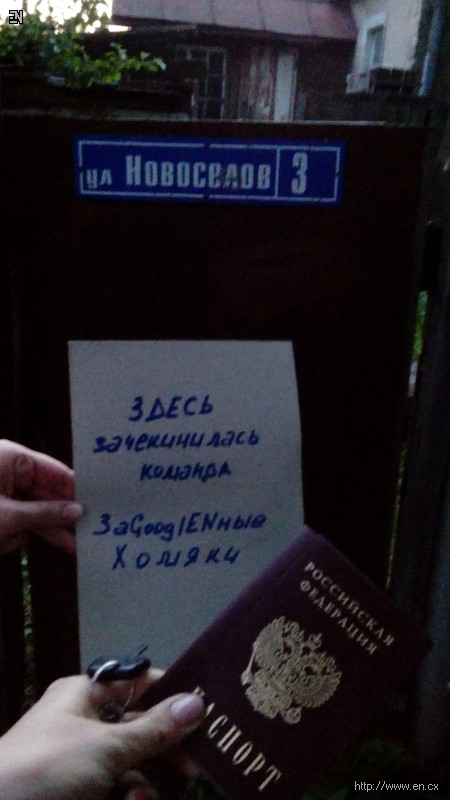 ул Новоселов 3
ЗДЕСЬ
зачекинилась
команда
ЗаGooglENные
Хомяки
РОССИЙСКАЯ
ФЕДЕРАЦИЯ
ПАСПОРТ
http://www.en.cx